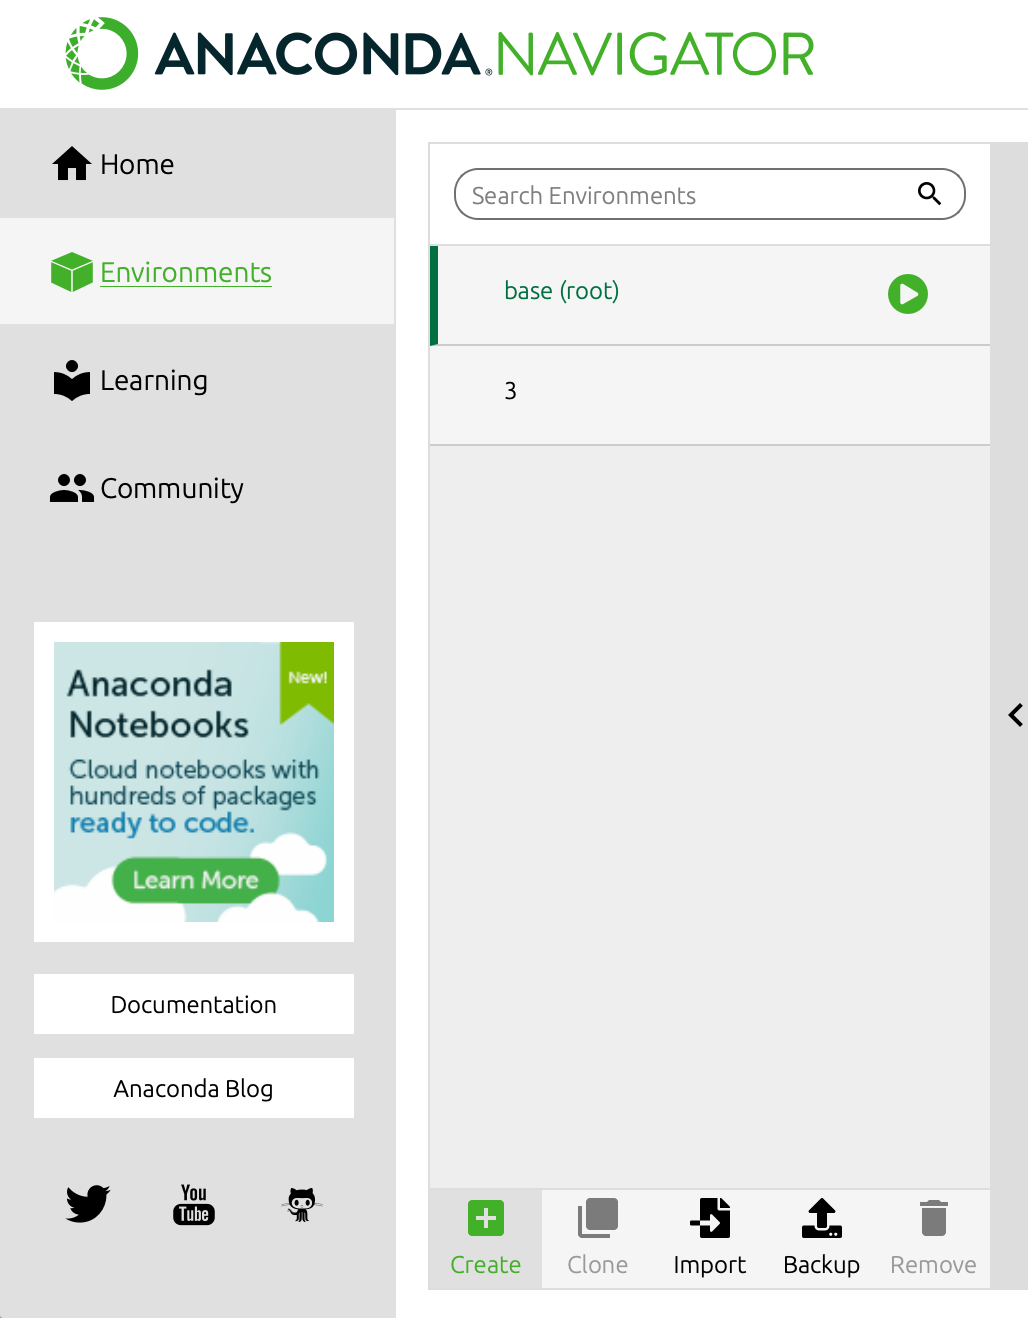 ANACONDA.NAVIGATOR
Home
Environments
Learning
Community
Anaconda
Notebooks
New!
Cloud notebooks with
hundreds of packages
ready to code.
Learn More
Documentation
Anaconda Blog
You
Tube
Search Environments
base (root)
3
Create
Clone
Import
Backup
Remove